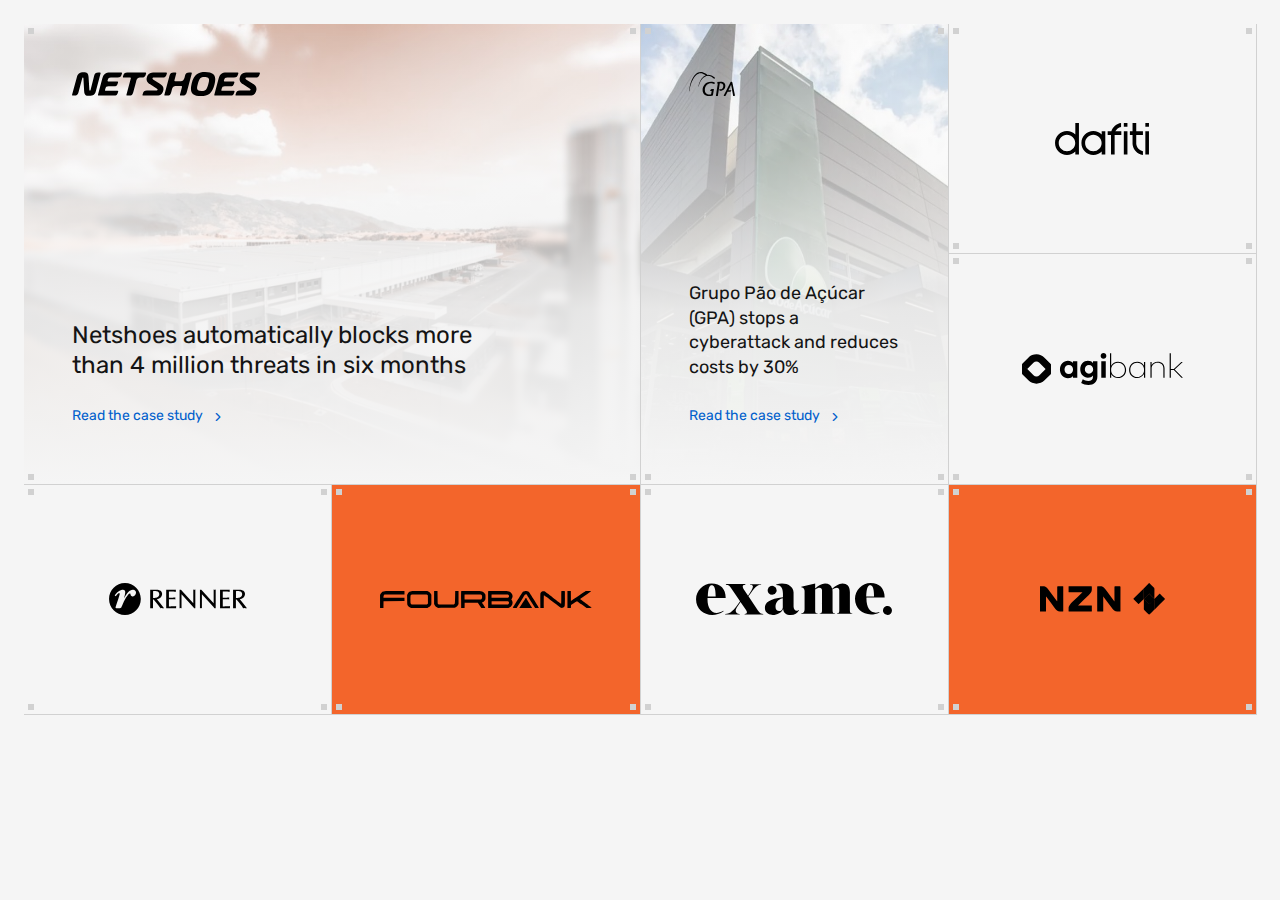 NETSHOES
GPA
dafiti
Netshoes automatically blocks more
than 4 million threats in six months
Read the case study
Grupo Pão de Açúcar
(GPA) stops a
cyberattack and reduces
costs by 30%
Read the case study
agibank
RENNER
FOURBANK
exame.
NZN